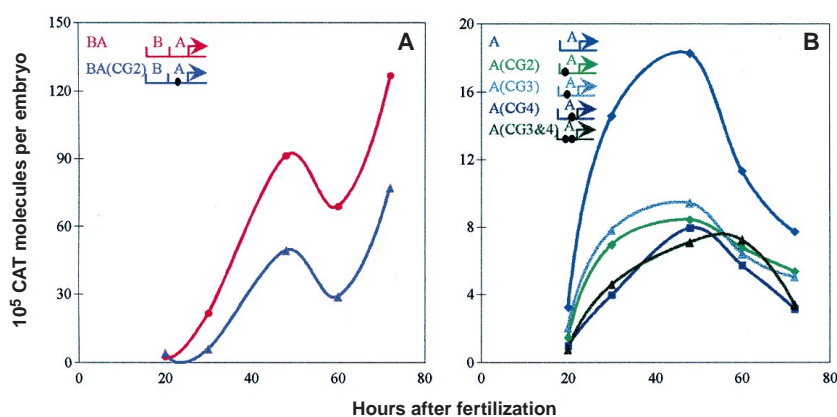 10⁵ CAT molecules per embryo
150
120
90
60
30
0
0 20 40 60 80
A
BA B A
BA(CG2) B A
20
16
12
8
4
0
0 20 40 60 80
B
A A
A(CG2) A
A(CG3) A
A(CG4) A
A(CG3&4) A
Hours after fertilization